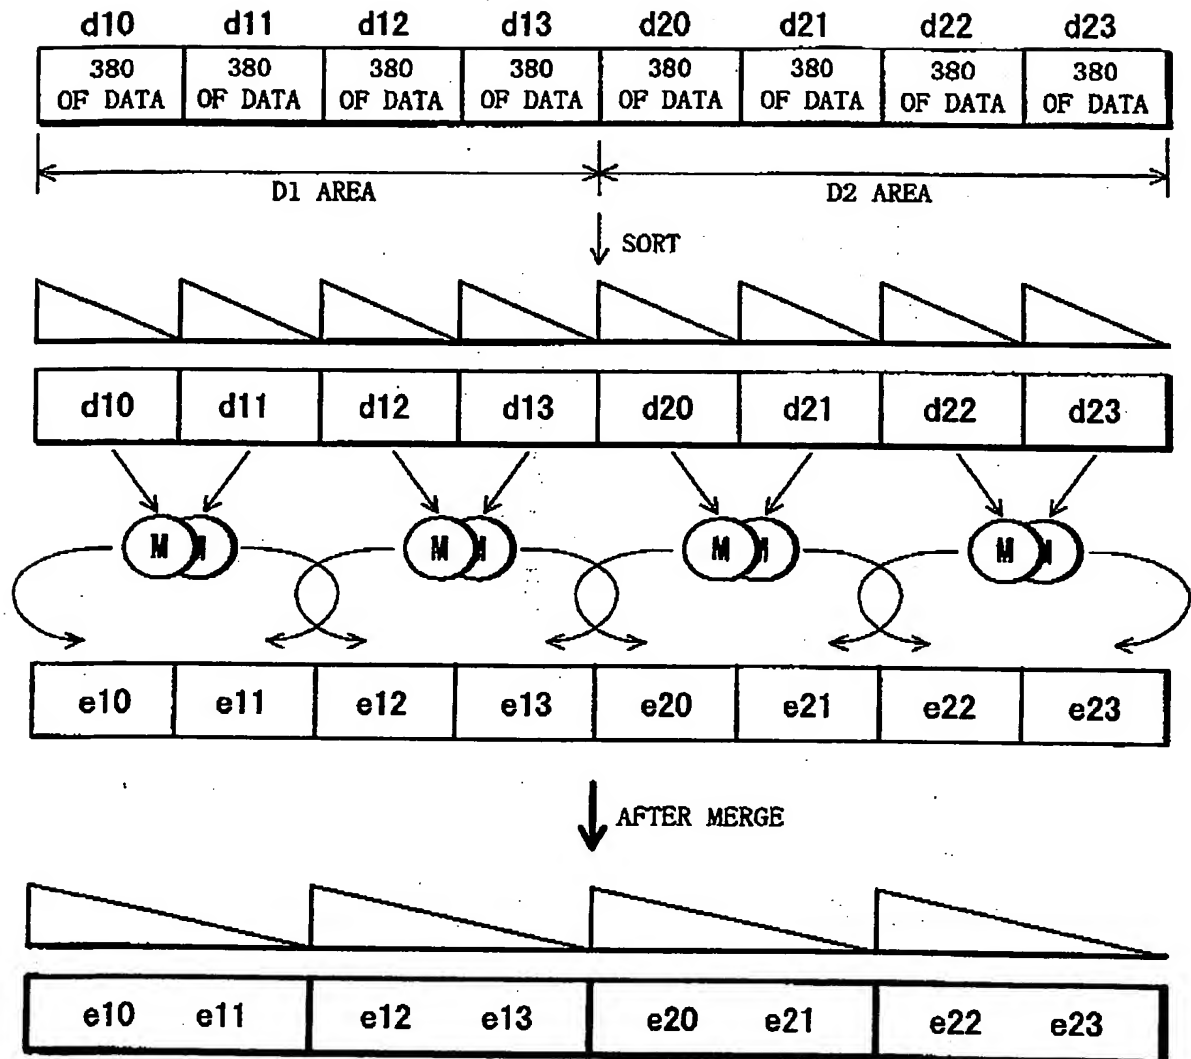 d10 d11 d12 d13 d20 d21 d22 d23
380 380 380 380 380 380 380 380
OF DATA OF DATA OF DATA OF DATA OF DATA OF DATA OF DATA OF DATA
D1 AREA D2 AREA
SORT
d10 d11 d12 d13 d20 d21 d22 d23
M M M M M M M M
e10 e11 e12 e13 e20 e21 e22 e23
AFTER MERGE
e10 e11 e12 e13 e20 e21 e22 e23